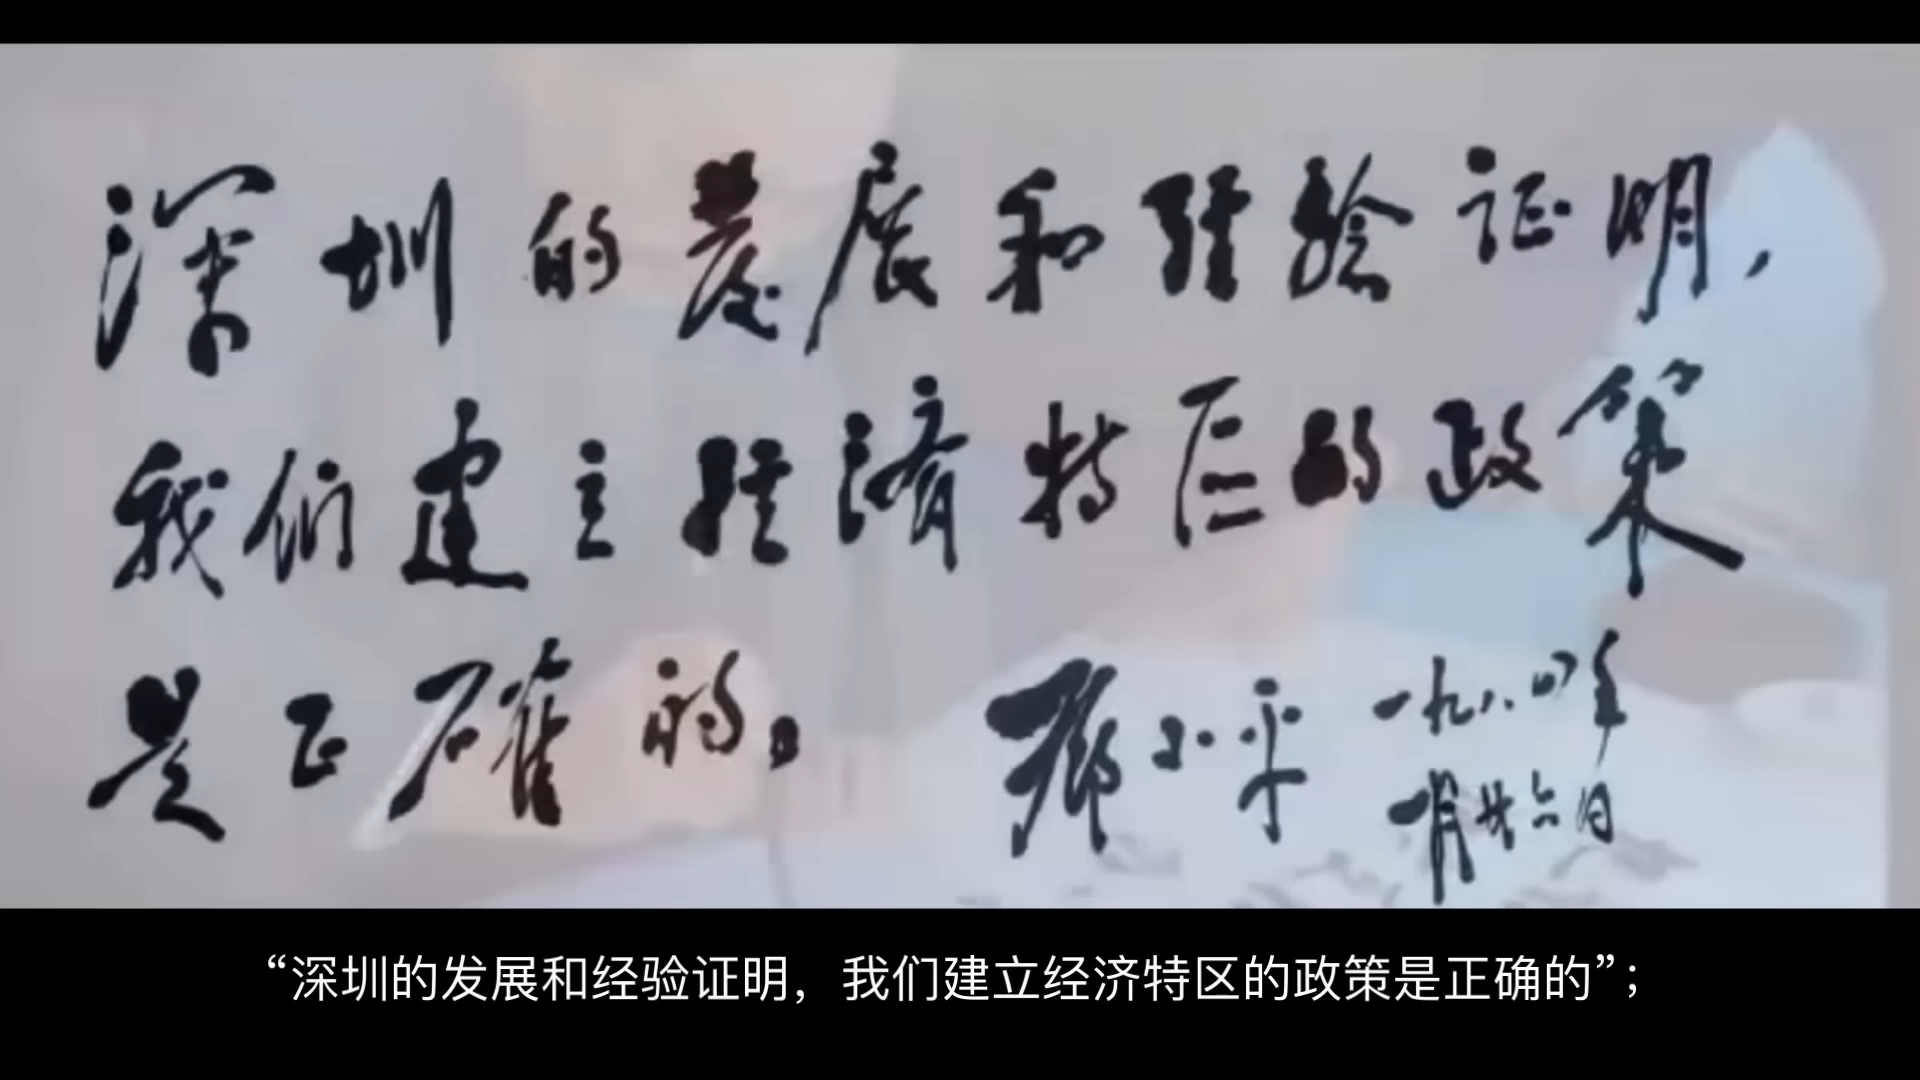 深圳的发展和经验证明，
我们建立经济特区的政策
是正确的。
邓小平
一九八四年
一月廿六日
“深圳的发展和经验证明，我们建立经济特区的政策是正确的”；